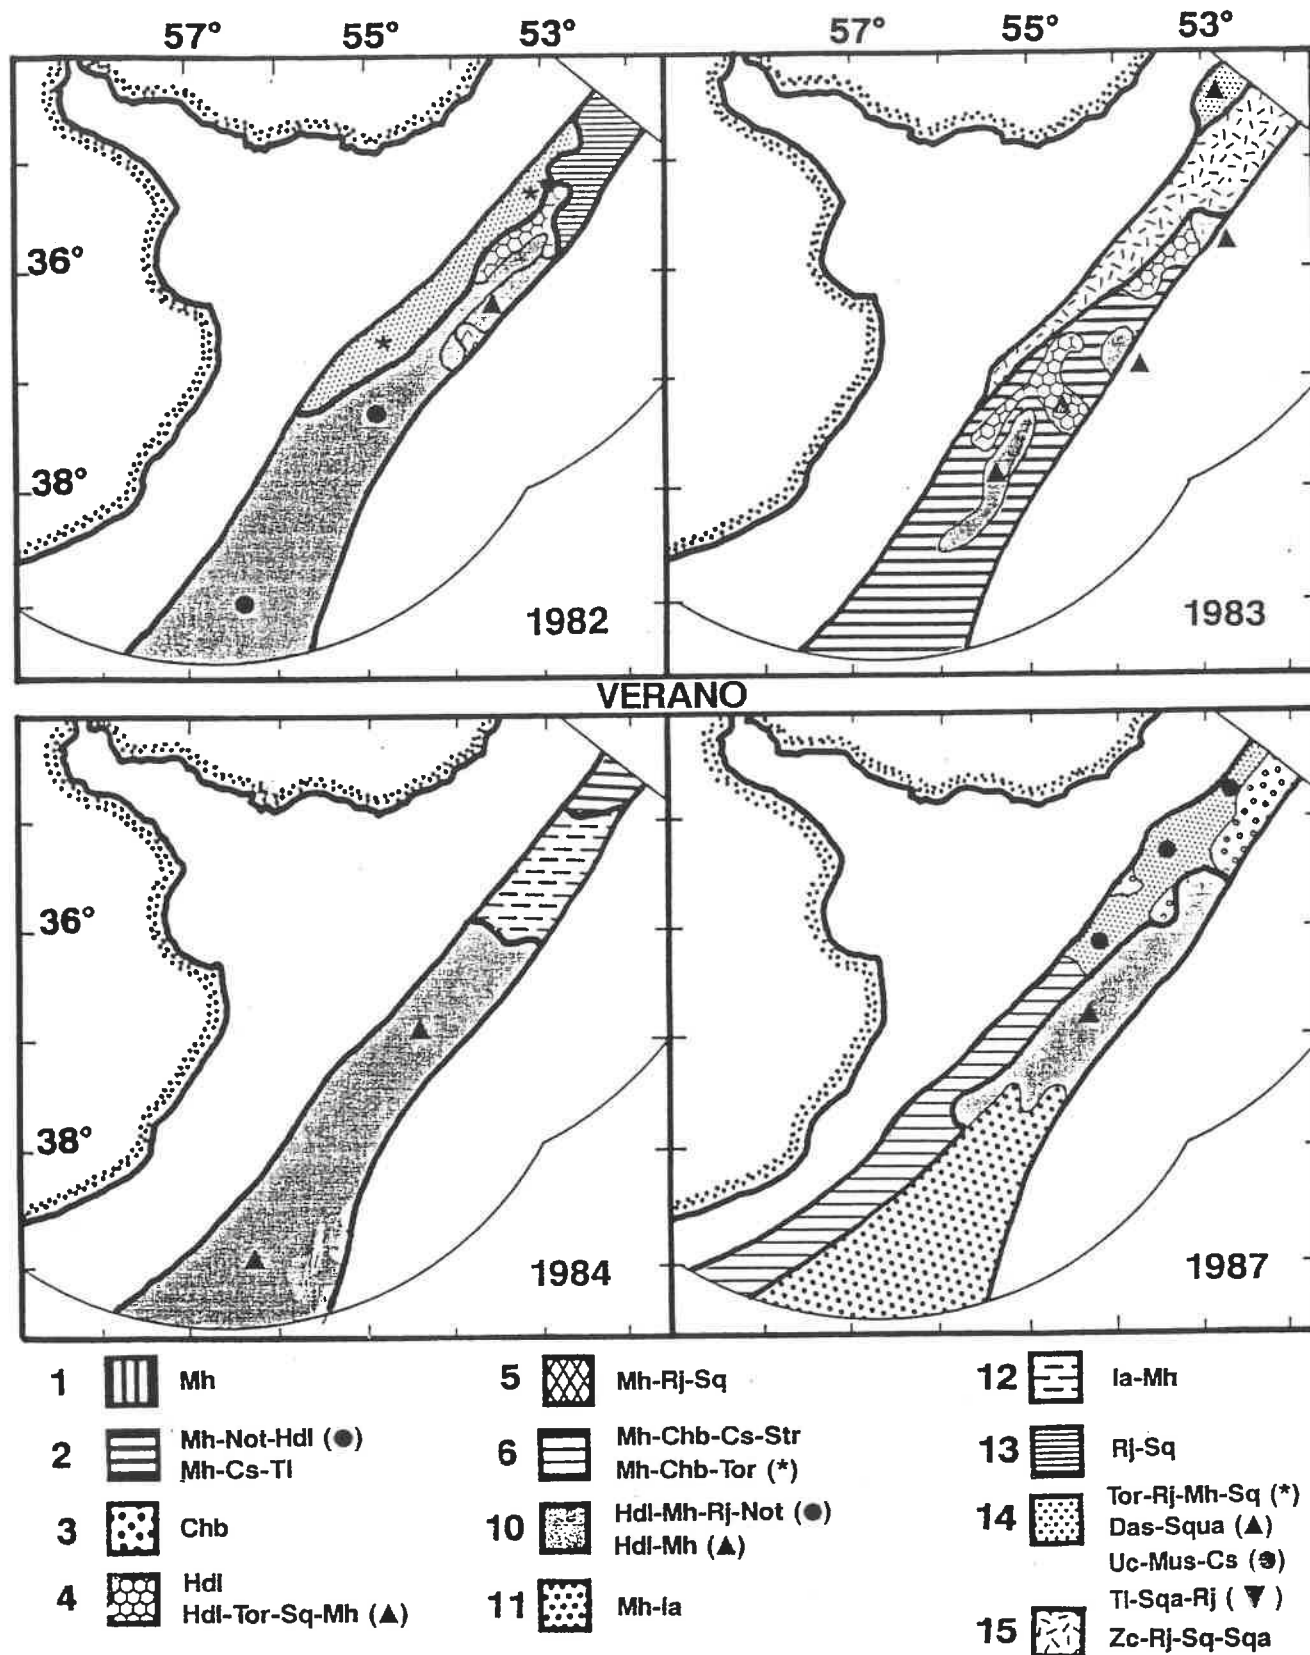 57° 55° 53° 57° 55° 53°
36°
38°
1982 1983
VERANO
36°
38°
1984 1987
1 Mh
2 Mh-Not-Hdl (●)
Mh-Cs-Tl
3 Chb
4 Hdl
Hdl-Tor-Sq-Mh (▲)
5 Mh-Rj-Sq
6 Mh-Chb-Cs-Str
Mh-Chb-Tor (*)
10 Hdl-Mh-Rj-Not (●)
Hdl-Mh (▲)
11 Mh-Ia
12 Ia-Mh
13 Rj-Sq
14 Tor-Rj-Mh-Sq (*)
Das-Squa (▲)
Uc-Mus-Cs (●)
Tl-Sqa-Rj (▼)
15 Zc-Rj-Sq-Sqa